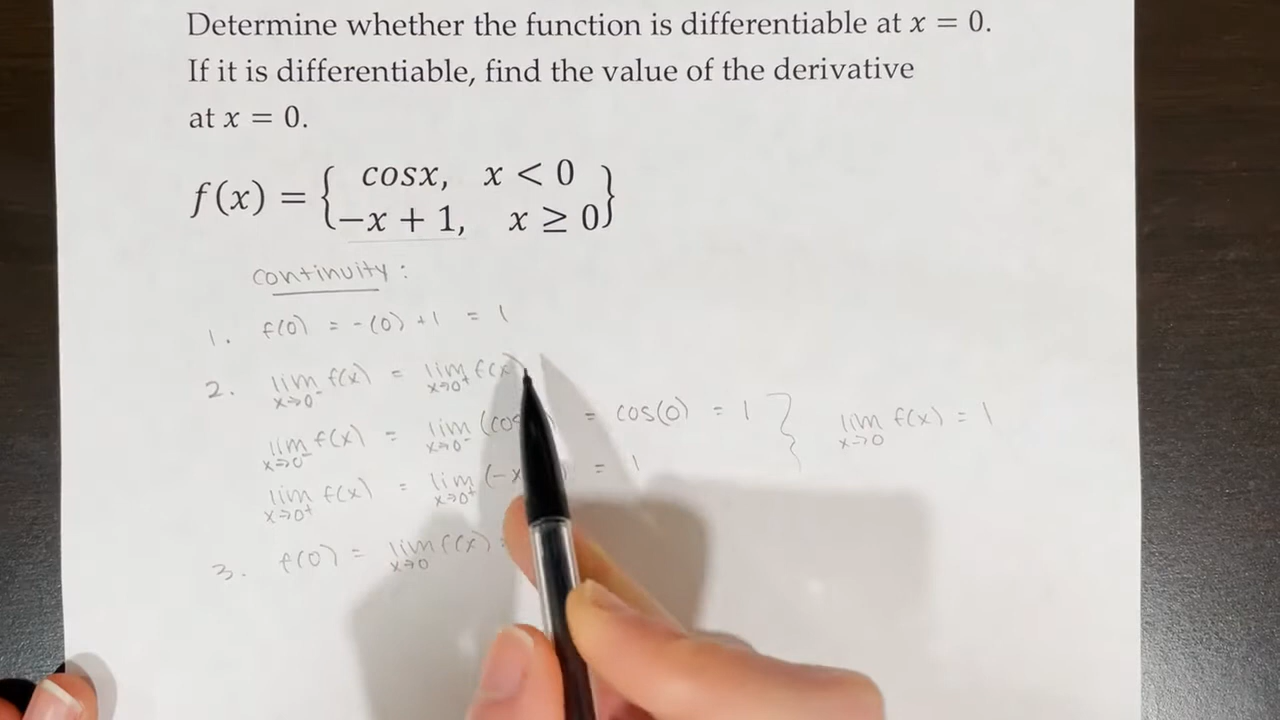 Determine whether the function is differentiable at x = 0.
If it is differentiable, find the value of the derivative
at x = 0.
f(x) = { cosx, x < 0
−x + 1, x ≥ 0 }
continuity :
1. f(0) = -(0) +1 = 1
2. lim x→0⁻ f(x) = lim x→0⁺ f(x)
lim x→0⁻ f(x) = lim x→0⁻ (cos = cos(0) = 1 } lim x→0 f(x) = 1
lim x→0⁺ f(x) = lim x→0⁺ (-x ) = 1
3. f(0) = lim x→0 f(x) =